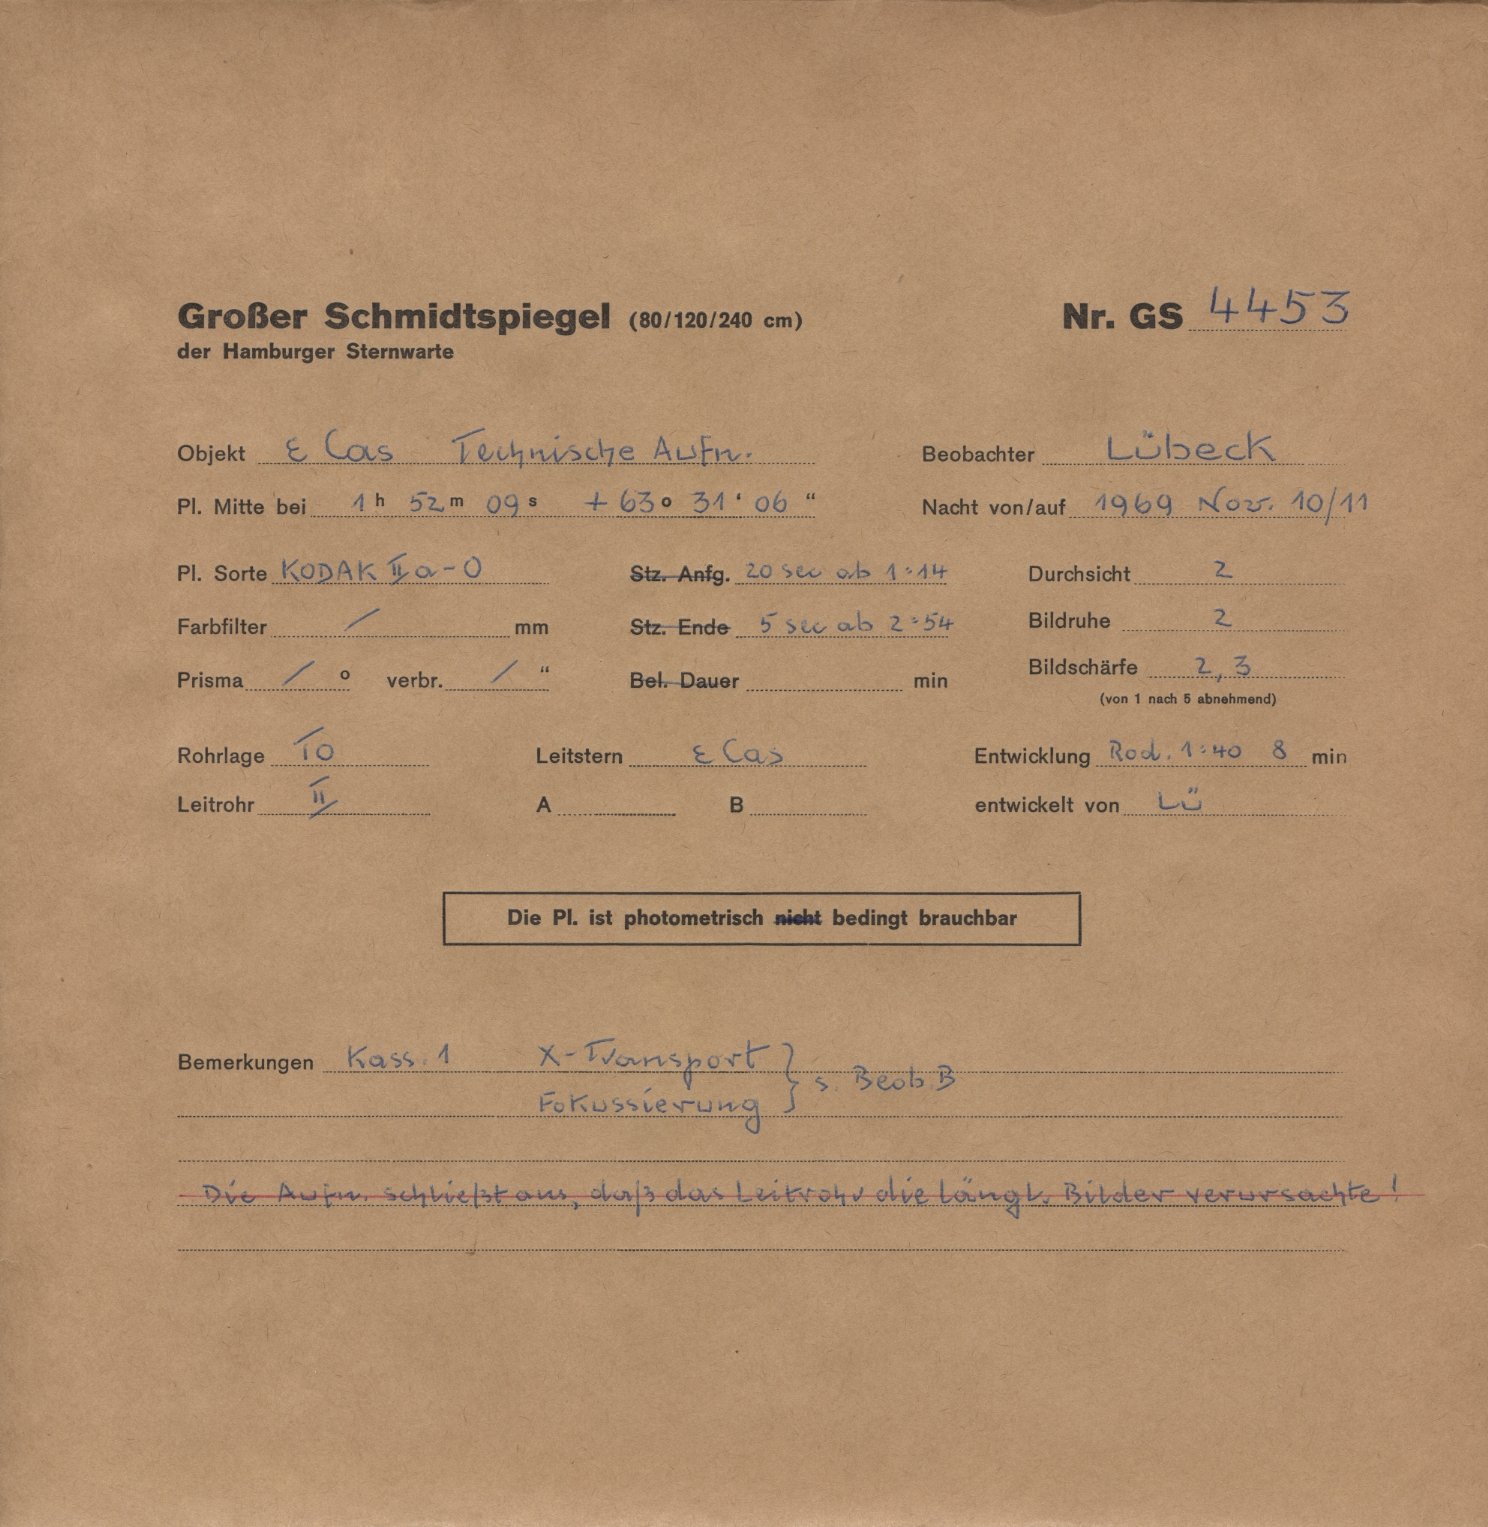 Großer Schmidtspiegel (80/120/240 cm) Nr. GS 4453
der Hamburger Sternwarte
Objekt ε Cas Technische Aufn. Beobachter Lübeck
Pl. Mitte bei 1 h 52 m 09 s + 63 o 31 ' 06 " Nacht von/auf 1969 Nov. 10/11
Pl. Sorte KODAK II a-O Stz. Anfg. 20 sec ab 1:14 Durchsicht 2
Farbfilter / mm Stz. Ende 5 sec ab 2:54 Bildruhe 2
Prisma / o verbr. / " Bel. Dauer min Bildschärfe 2,3
(von 1 nach 5 abnehmend)
Rohrlage TO Leitstern ε Cas Entwicklung Rod. 1:40 8 min
Leitrohr II A B entwickelt von Lü
Die Pl. ist photometrisch nicht bedingt brauchbar
Bemerkungen Kass. 1 X-Transport } s. Beob.B
Fokussierung
Die Aufn. schließt aus, daß das Leitrohr die längl. Bilder verursachte!